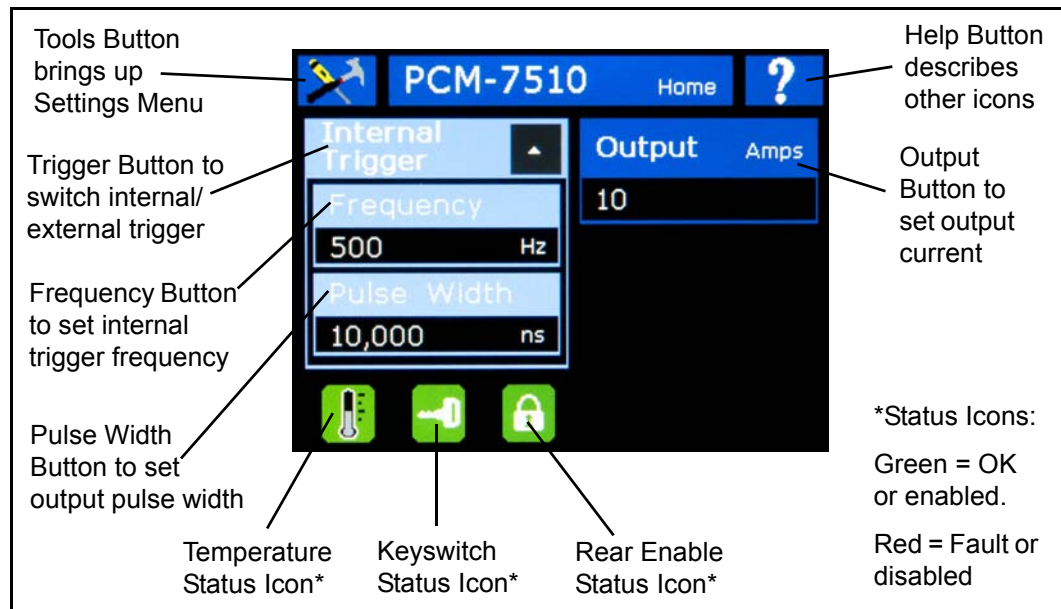 Tools Button
brings up
Settings Menu
Trigger Button to
switch internal/
external trigger
Frequency Button
to set internal
trigger frequency
Pulse Width
Button to set
output pulse width
PCM-7510 Home ?
Internal
Trigger
Frequency
500 Hz
Pulse Width
10,000 ns
Output Amps
10
Help Button
describes
other icons
Output
Button to
set output
current
Temperature
Status Icon*
Keyswitch
Status Icon*
Rear Enable
Status Icon*
*Status Icons:
Green = OK
or enabled.
Red = Fault or
disabled